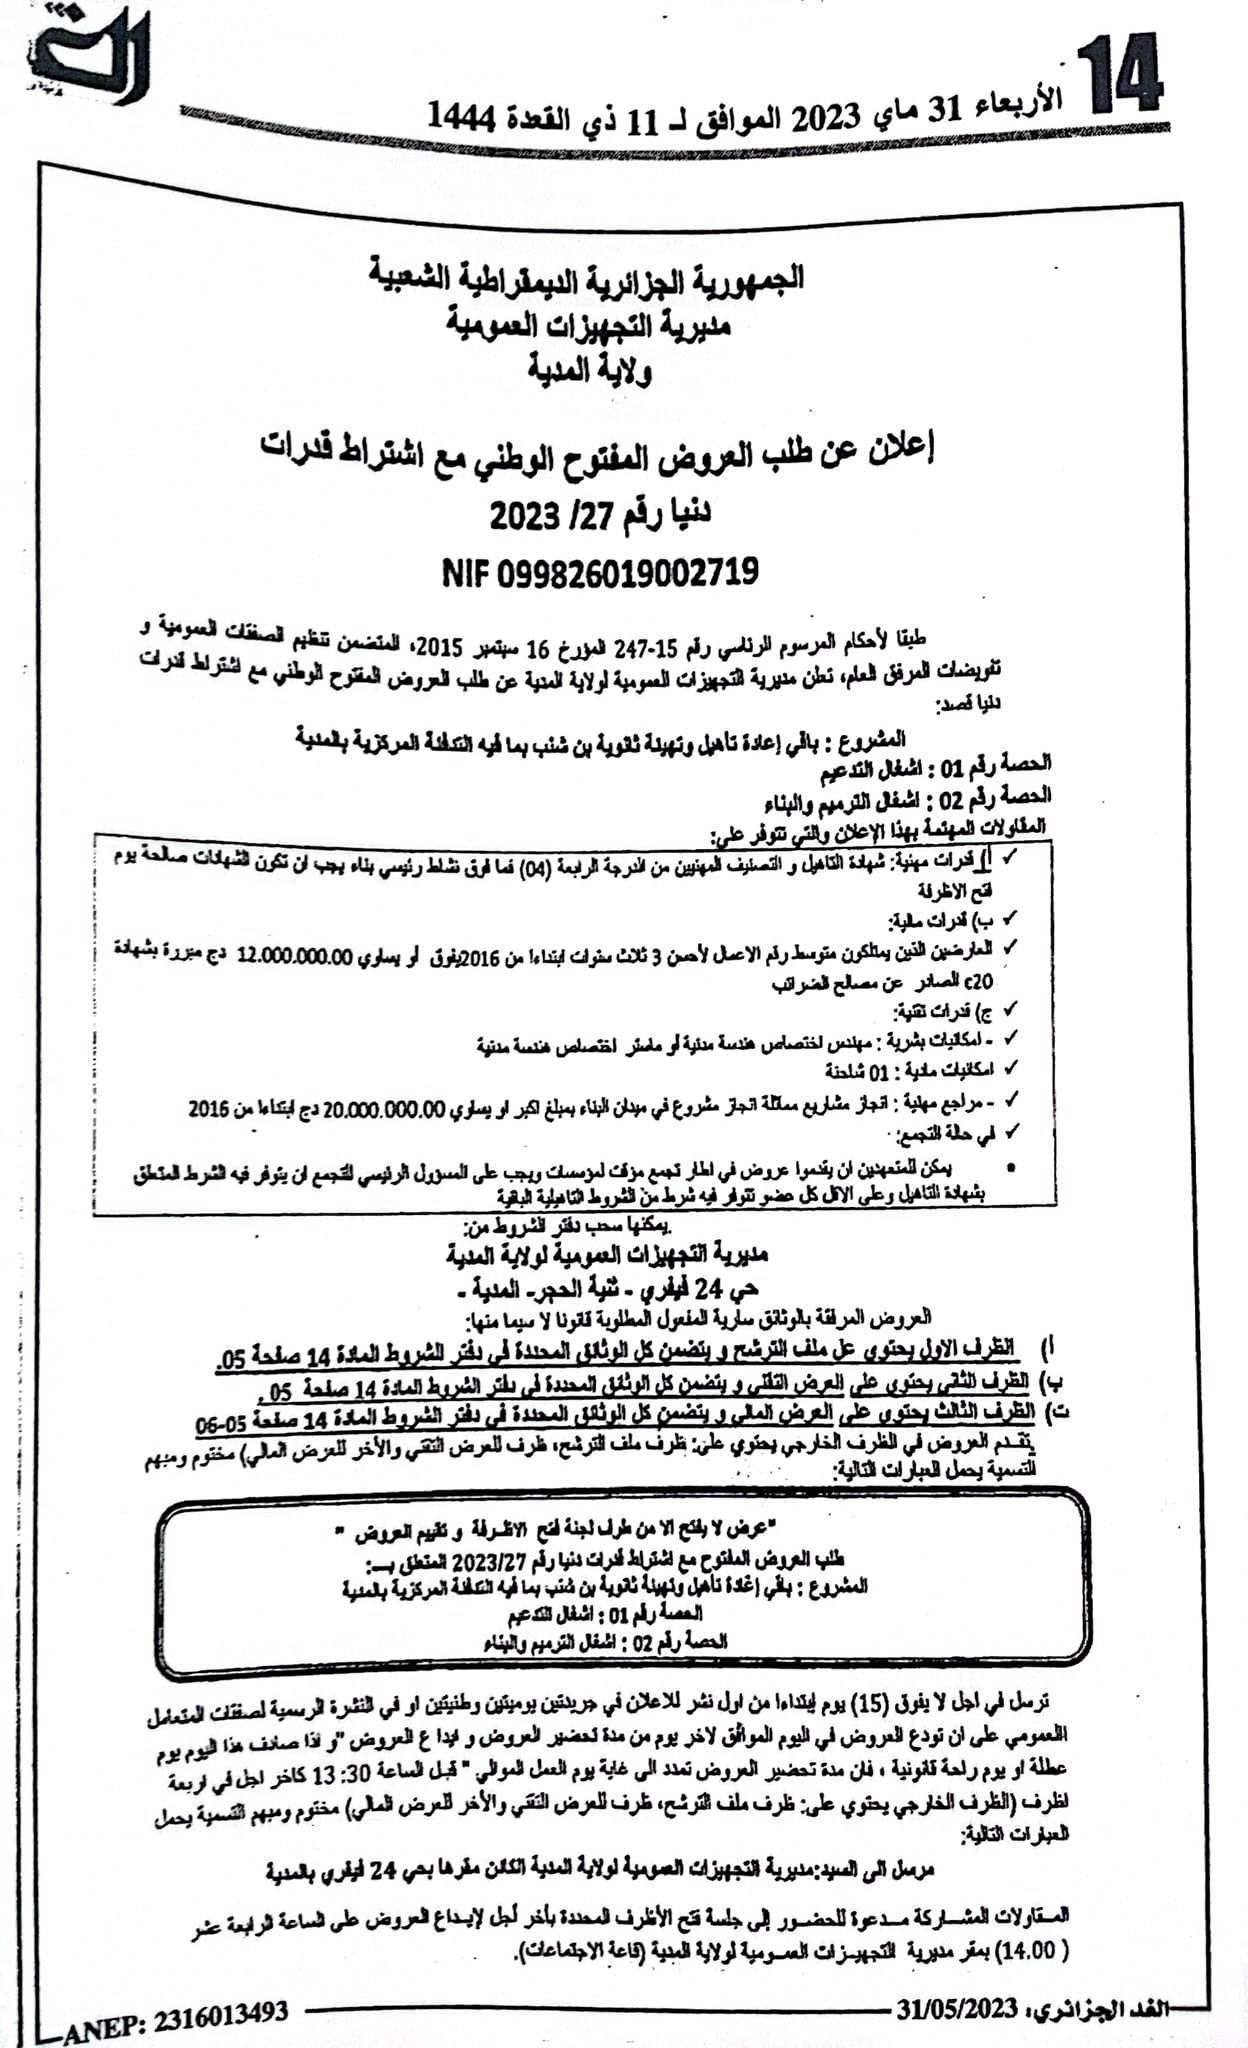 14
الأربعاء 31 ماي 2023 الموافق لـ 11 ذي القعدة 1444
الجمهورية الجزائرية الديمقراطية الشعبية
مديرية التجهيزات العمومية
ولاية المدية
إعلان عن طلب العروض المفتوح الوطني مع اشتراط قدرات
دنيا رقم 27/ 2023
NIF 099826019002719
طبقا لأحكام المرسوم الرئاسي رقم 15-247 المؤرخ 16 سبتمبر 2015، المتضمن تنظيم الصفقات العمومية و
تفويضات المرفق العام، تعلن مديرية التجهيزات العمومية لولاية المدية عن طلب العروض المفتوح الوطني مع اشتراط قدرات
دنيا قصد:
المشروع : باقي إعادة تأهيل وتهيئة ثانوية بن شنب بما فيه التدفئة المركزية بالمدية
الحصة رقم 01 : اشغال التدعيم
الحصة رقم 02 : اشغال الترميم والبناء
المقاولات المهتمة بهذا الإعلان والتي تتوفر على:
✓ أ) قدرات مهنية: شهادة التاهيل و التصنيف المهنيين من الدرجة الرابعة (04) فما فوق نشاط رئيسي بناء يجب ان تكون الشهادات صالحة يوم
فتح الاظرفة
✓ ب) قدرات مالية:
✓ العارضين الذين يمتلكون متوسط رقم الاعمال لأحسن 3 ثلاث سنوات ابتداءا من 2016يفوق أو يساوي 12.000.000.00 دج مبررة بشهادة
c20 الصادر عن مصالح الضرائب
✓ ج) قدرات تقنية:
✓ - امكانيات بشرية : مهندس اختصاص هندسة مدنية أو ماستر اختصاص هندسة مدنية
✓ امكانيات مادية : 01 شاحنة
✓ - مراجع مهنية : انجاز مشاريع مماثلة انجاز مشروع في ميدان البناء بمبلغ اكبر او يساوي 20.000.000.00 دج ابتداءا من 2016
✓ في حالة التجمع:
• يمكن للمتعهدين ان يقدموا عروض في اطار تجمع مؤقت لمؤسسات ويجب على المسؤول الرئيسي للتجمع ان يتوفر فيه الشرط المتعلق
بشهادة التاهيل وعلى الاقل كل عضو تتوفر فيه شرط من الشروط التاهيلية الباقية
يمكنها سحب دفتر الشروط من:
مديرية التجهيزات العمومية لولاية المدية
حي 24 فيفري - ثنية الحجر- المدية -
العروض المرفقة بالوثائق سارية المفعول المطلوبة قانونا لا سيما منها:
أ) الظرف الاول يحتوي عل ملف الترشح و يتضمن كل الوثائق المحددة في دفتر الشروط المادة 14 صفحة 05.
ب) الظرف الثاني يحتوي على العرض التقني و يتضمن كل الوثائق المحددة في دفتر الشروط المادة 14 صفحة 05 .
ت) الظرف الثالث يحتوي على العرض المالي و يتضمن كل الوثائق المحددة في دفتر الشروط المادة 14 صفحة 05-06
تقدم العروض في الظرف الخارجي يحتوي على: ظرف ملف الترشح، ظرف للعرض التقني والأخر للعرض المالي) مختوم ومبهم
التسمية يحمل العبارات التالية:
"عرض لا يفتح الا من طرف لجنة فتح الاظرفة و تقييم العروض "
طلب العروض المفتوح مع اشتراط قدرات دنيا رقم 2023/27 المتعلق بــ:
المشروع : باقي إعادة تأهيل وتهيئة ثانوية بن شنب بما فيه التدفئة المركزية بالمدية
الحصة رقم 01 : اشغال التدعيم
الحصة رقم 02 : اشغال الترميم والبناء
ترسل في اجل لا يفوق (15) يوم إبتداءا من اول نشر للاعلان في جريدتين يوميتين وطنيتين او في النشرة الرسمية لصفقات المتعامل
العمومي على ان تودع العروض في اليوم الموافق لاخر يوم من مدة تحضير العروض و ايداع العروض "و اذا صادف هذا اليوم يوم
عطلة او يوم راحة قانونية ، فان مدة تحضير العروض تمدد الى غاية يوم العمل الموالي " قبل الساعة 30: 13 كاخر اجل في اربعة
اظرف (الظرف الخارجي يحتوي على: ظرف ملف الترشح، ظرف للعرض التقني والأخر للعرض المالي) مختوم ومبهم التسمية يحمل
العبارات التالية:
مرسل الى السيد:مديرية التجهيزات العمومية لولاية المدية الكائن مقرها بحي 24 فيفري بالمدية
المقاولات المشاركة مدعوة للحضور إلى جلسة فتح الأظرف المحددة بأخر أجل لإيداع العروض على الساعة الرابعة عشر
(14.00 ) بمقر مديرية التجهيزات العمومية لولاية المدية (قاعة الاجتماعات).
الغد الجزائري، 31/05/2023
ANEP: 2316013493